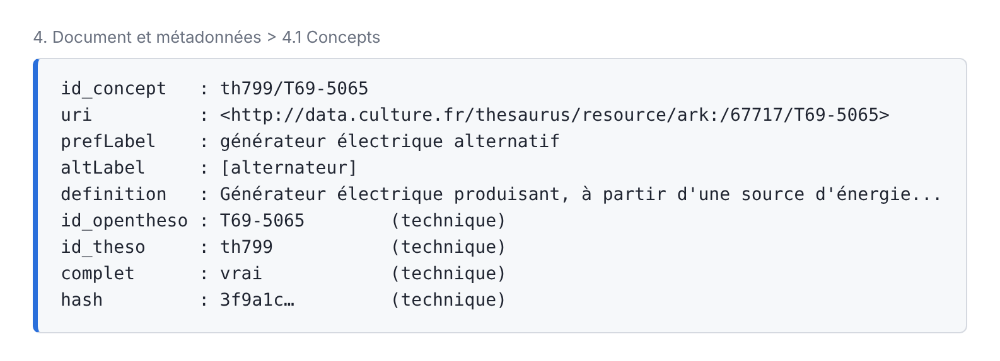 4. Document et métadonnées > 4.1 Concepts
id_concept   : th799/T69-5065
uri          : <http://data.culture.fr/thesaurus/resource/ark:/67717/T69-5065>
prefLabel    : générateur électrique alternatif
altLabel     : [alternateur]
definition   : Générateur électrique produisant, à partir d'une source d'énergie...
id_opentheso : T69-5065        (technique)
id_theso     : th799           (technique)
complet      : vrai            (technique)
hash         : 3f9a1c…         (technique)